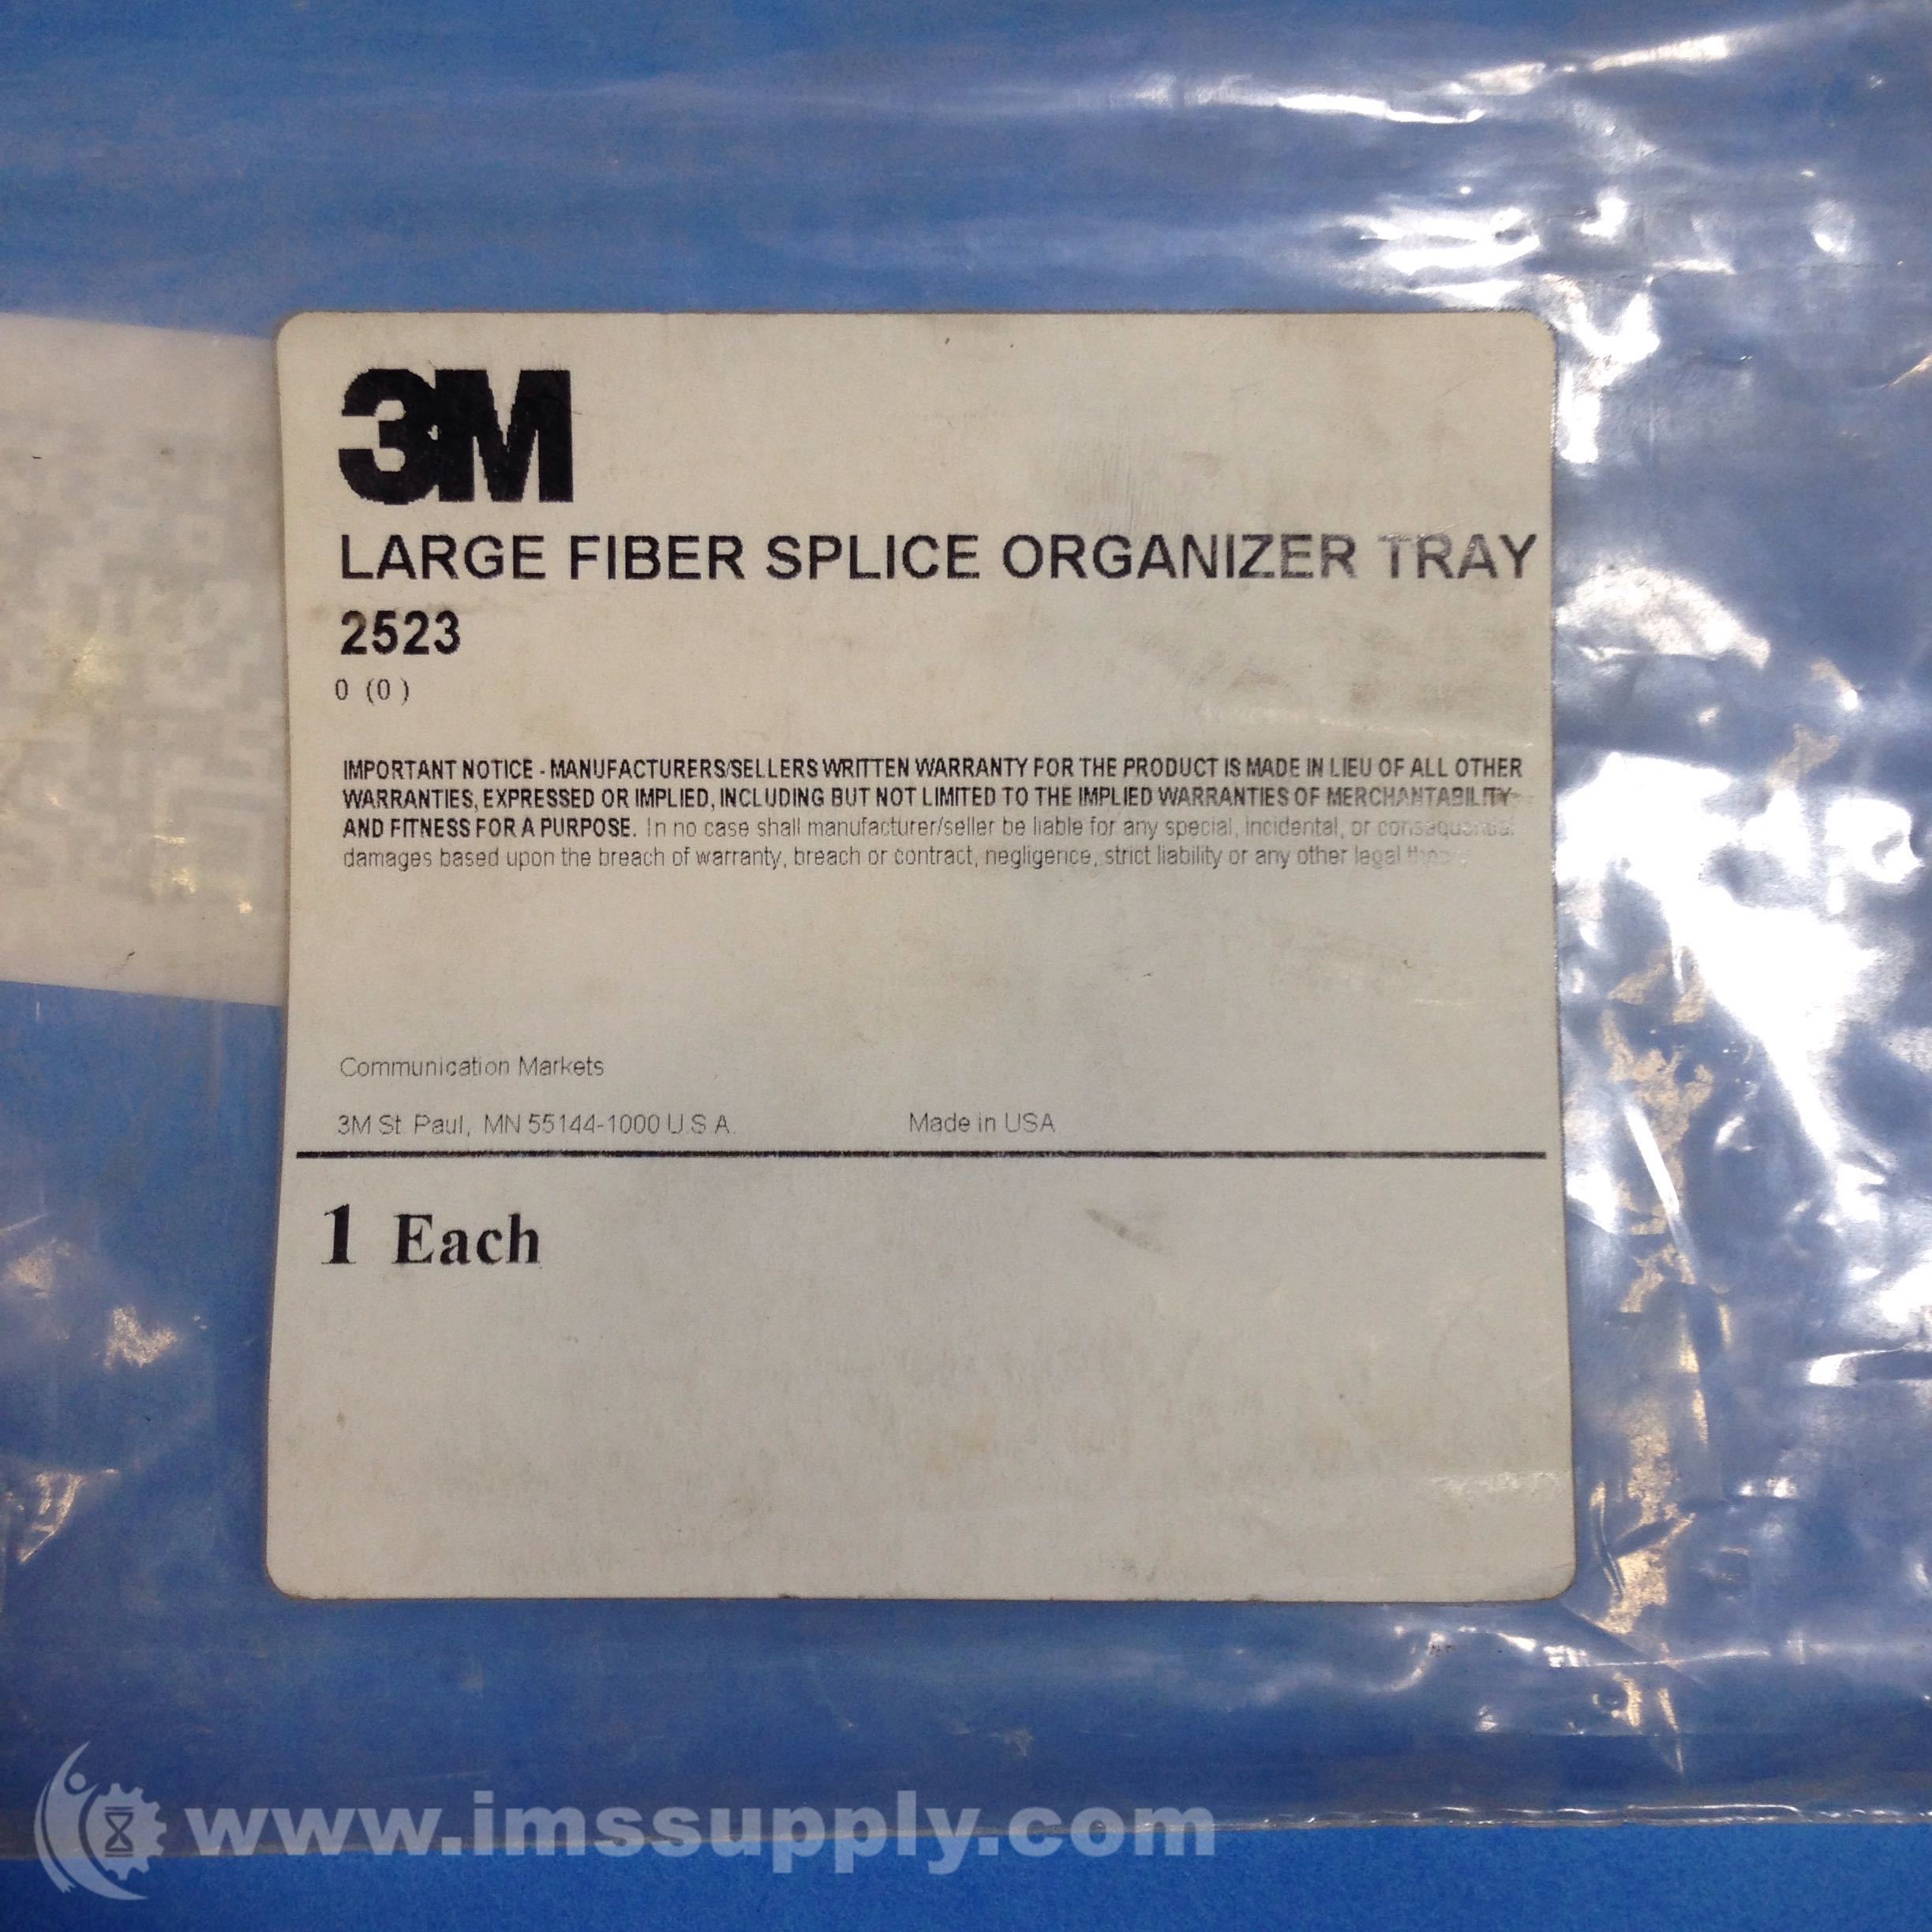 3M
LARGE FIBER SPLICE ORGANIZER TRAY
2523
0 (0)
IMPORTANT NOTICE - MANUFACTURERS/SELLERS WRITTEN WARRANTY FOR THE PRODUCT IS MADE IN LIEU OF ALL OTHER
WARRANTIES, EXPRESSED OR IMPLIED, INCLUDING BUT NOT LIMITED TO THE IMPLIED WARRANTIES OF MERCHANTABILITY
AND FITNESS FOR A PURPOSE. In no case shall manufacturer/seller be liable for any special, incidental, or consequential
damages based upon the breach of warranty, breach or contract, negligence, strict liability or any other legal
Communication Markets
3M St. Paul, MN 55144-1000 U.S.A. Made in USA
1 Each
www.imssupply.com